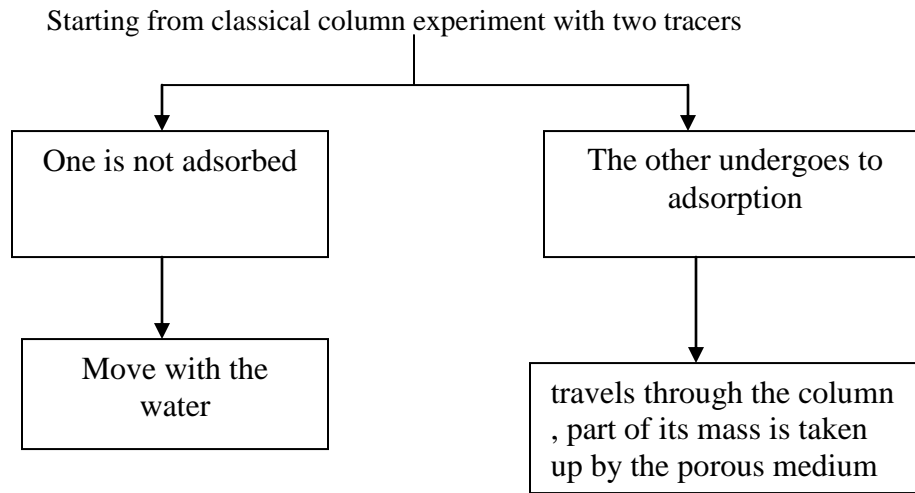 Starting from classical column experiment with two tracers
One is not adsorbed
The other undergoes to
adsorption
Move with the
water
travels through the column
, part of its mass is taken
up by the porous medium